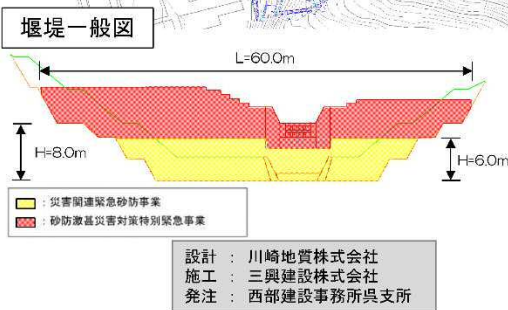 堰堤一般図
L=60.0m
H=8.0m
H=6.0m
：災害関連緊急砂防事業
：砂防激甚災害対策特別緊急事業
設計 ： 川崎地質株式会社
施工 ： 三興建設株式会社
発注 ： 西部建設事務所呉支所